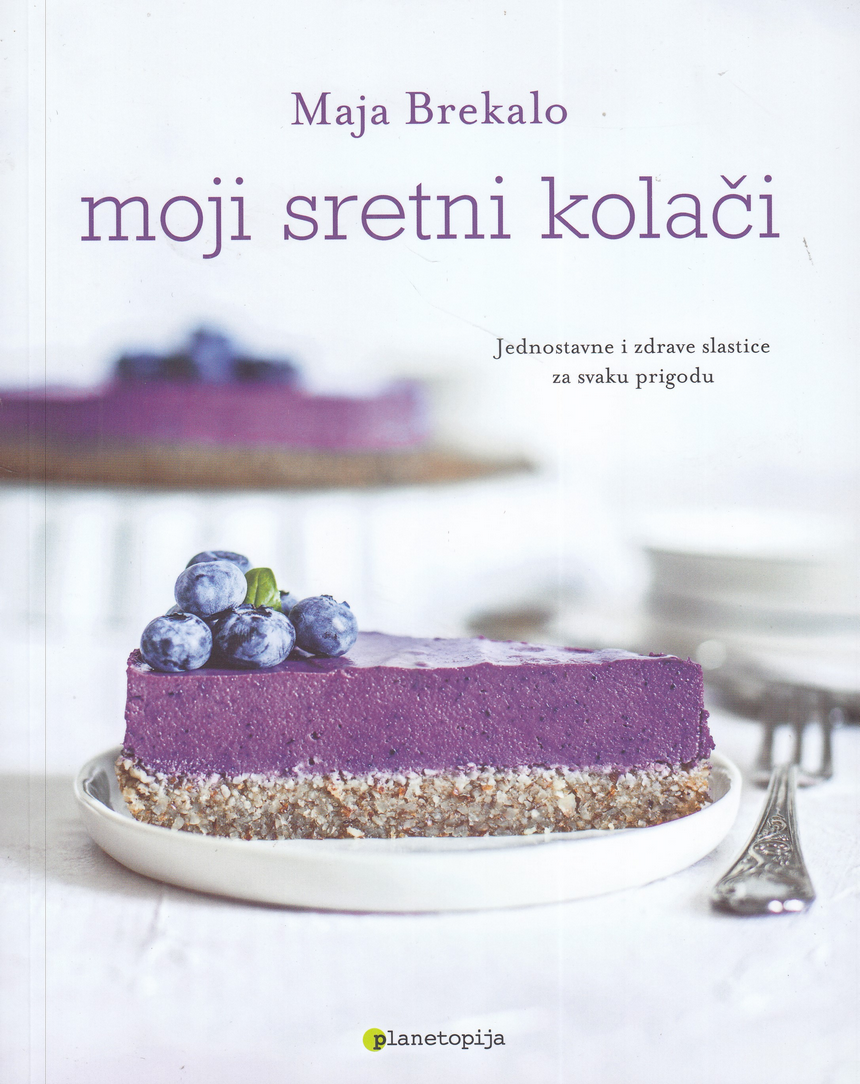 Maja Brekalo
moji sretni kolači
Jednostavne i zdrave slastice
za svaku prigodu
planetopija